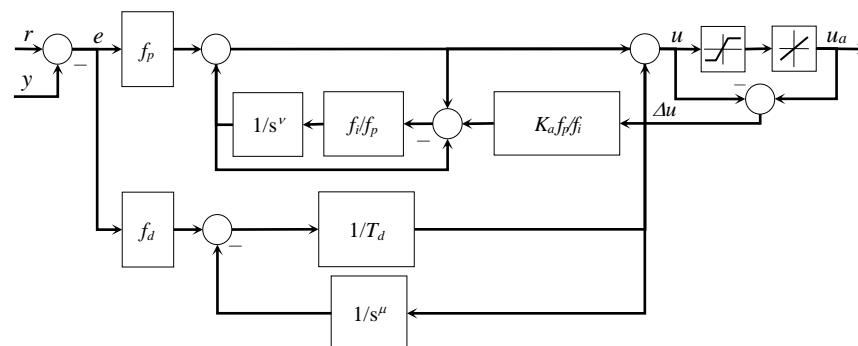 r
e
f_p
u
u_a
y
−
−
1/s^ν
f_i/f_p
−
K_a f_p/f_i
Δu
f_d
−
1/T_d
1/s^μ